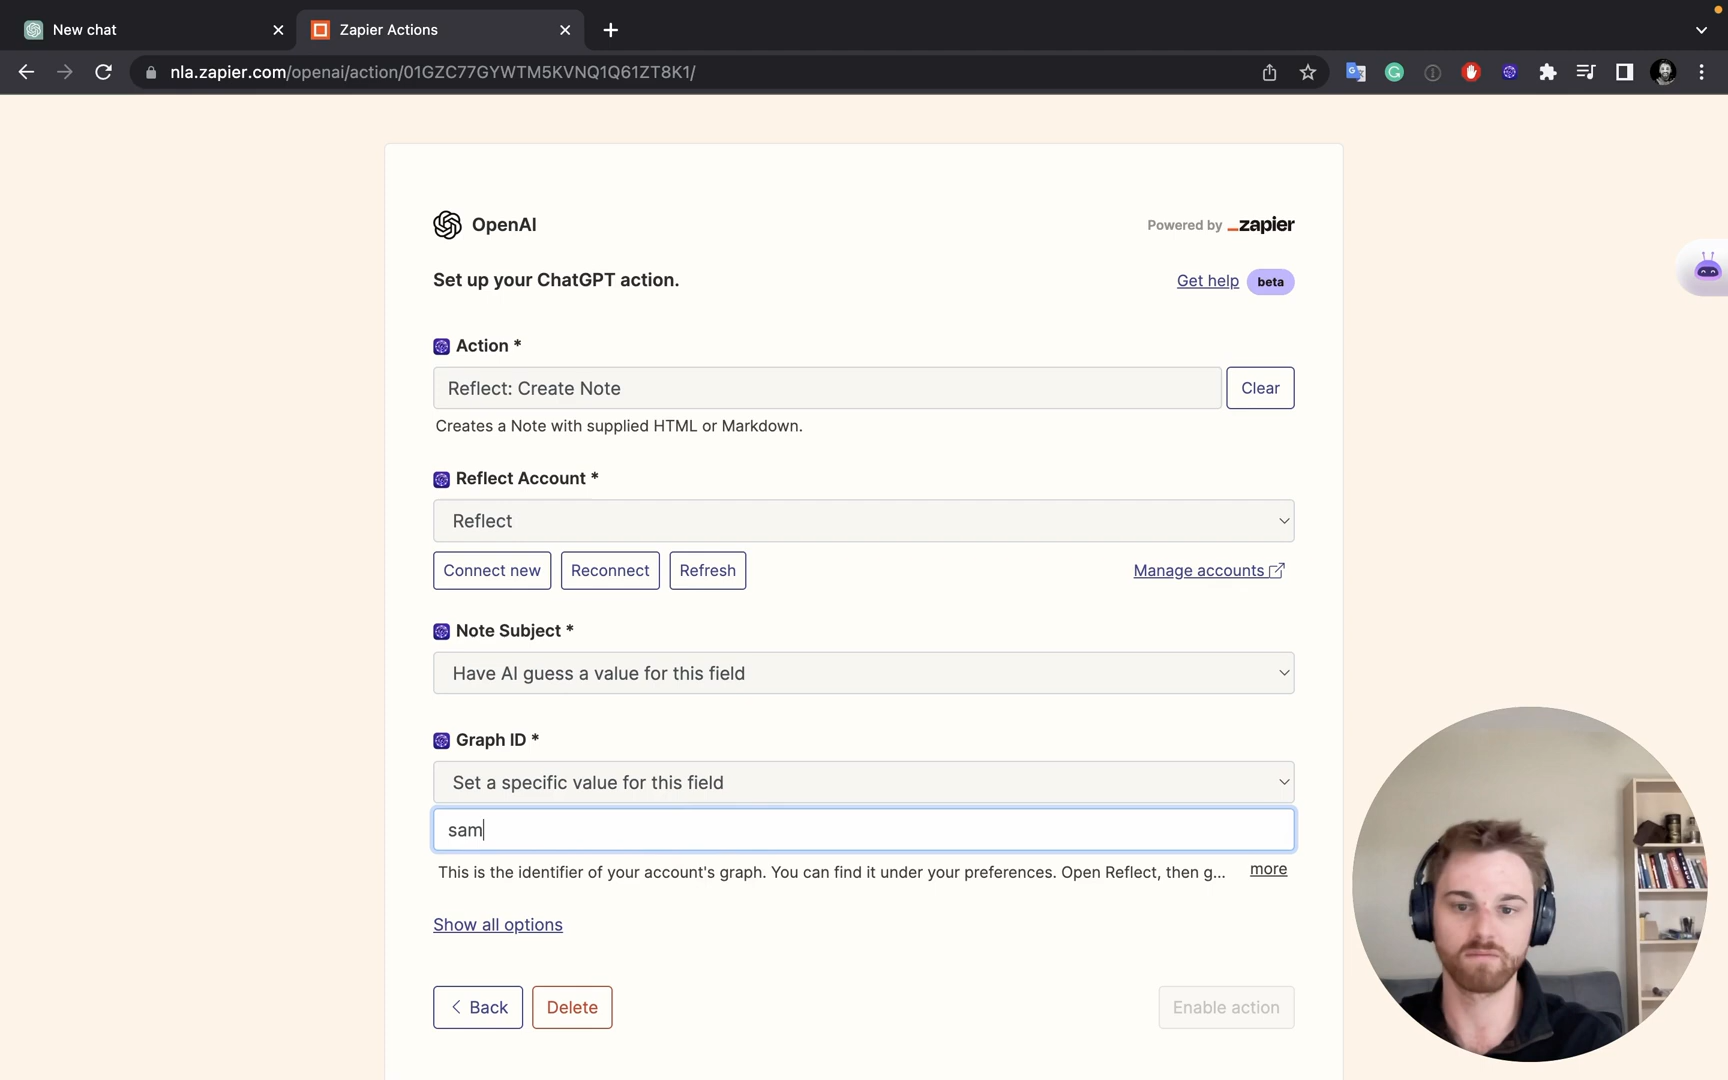 New chat
Zapier Actions
nla.zapier.com/openai/action/01GZC77GYWTM5KVNQ1Q61ZT8K1/
OpenAI
Powered by zapier
Set up your ChatGPT action.
Get help beta
Action *
Reflect: Create Note
Clear
Creates a Note with supplied HTML or Markdown.
Reflect Account *
Reflect
Connect new
Reconnect
Refresh
Manage accounts
Note Subject *
Have AI guess a value for this field
Graph ID *
Set a specific value for this field
sam
This is the identifier of your account's graph. You can find it under your preferences. Open Reflect, then g... more
Show all options
Back
Delete
Enable action